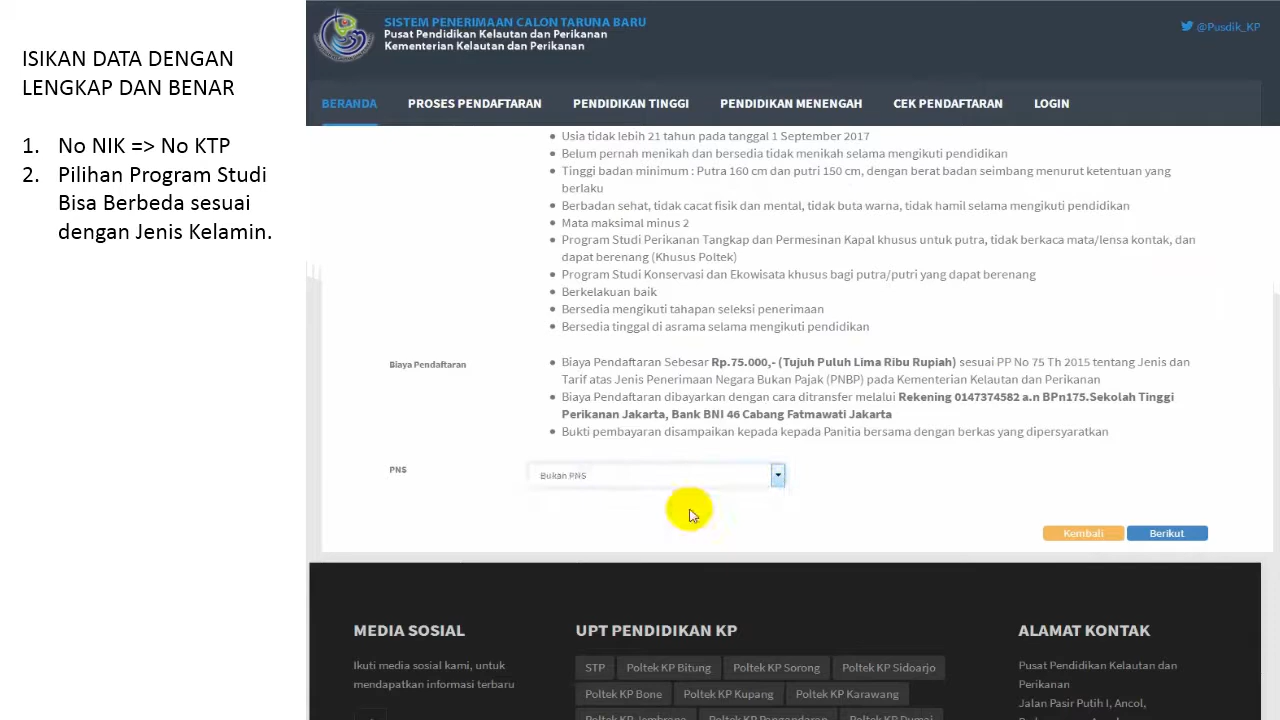 ISIKAN DATA DENGAN
LENGKAP DAN BENAR
1. No NIK => No KTP
2. Pilihan Program Studi
Bisa Berbeda sesuai
dengan Jenis Kelamin.
SISTEM PENERIMAAN CALON TARUNA BARU
Pusat Pendidikan Kelautan dan Perikanan
Kementerian Kelautan dan Perikanan
@Pusdik_KP
BERANDA PROSES PENDAFTARAN PENDIDIKAN TINGGI PENDIDIKAN MENENGAH CEK PENDAFTARAN LOGIN
• Usia tidak lebih 21 tahun pada tanggal 1 September 2017
• Belum pernah menikah dan bersedia tidak menikah selama mengikuti pendidikan
• Tinggi badan minimum : Putra 160 cm dan putri 150 cm, dengan berat badan seimbang menurut ketentuan yang
berlaku
• Berbadan sehat, tidak cacat fisik dan mental, tidak buta warna, tidak hamil selama mengikuti pendidikan
• Mata maksimal minus 2
• Program Studi Perikanan Tangkap dan Permesinan Kapal khusus untuk putra, tidak berkaca mata/lensa kontak, dan
dapat berenang (Khusus Poltek)
• Program Studi Konservasi dan Ekowisata khusus bagi putra/putri yang dapat berenang
• Berkelakuan baik
• Bersedia mengikuti tahapan seleksi penerimaan
• Bersedia tinggal di asrama selama mengikuti pendidikan
Biaya Pendaftaran
• Biaya Pendaftaran Sebesar Rp.75.000,- (Tujuh Puluh Lima Ribu Rupiah) sesuai PP No 75 Th 2015 tentang Jenis dan
Tarif atas Jenis Penerimaan Negara Bukan Pajak (PNBP) pada Kementerian Kelautan dan Perikanan
• Biaya Pendaftaran dibayarkan dengan cara ditransfer melalui Rekening 0147374582 a.n BPn175.Sekolah Tinggi
Perikanan Jakarta, Bank BNI 46 Cabang Fatmawati Jakarta
• Bukti pembayaran disampaikan kepada kepada Panitia bersama dengan berkas yang dipersyaratkan
PNS
Bukan PNS
Kembali Berikut
MEDIA SOSIAL
Ikuti media sosial kami, untuk
mendapatkan informasi terbaru
UPT PENDIDIKAN KP
STP Poltek KP Bitung Poltek KP Sorong Poltek KP Sidoarjo
Poltek KP Bone Poltek KP Kupang Poltek KP Karawang
Poltek KP Jembrana Poltek KP Pangandaran Poltek KP Dumai
ALAMAT KONTAK
Pusat Pendidikan Kelautan dan
Perikanan
Jalan Pasir Putih I, Ancol,